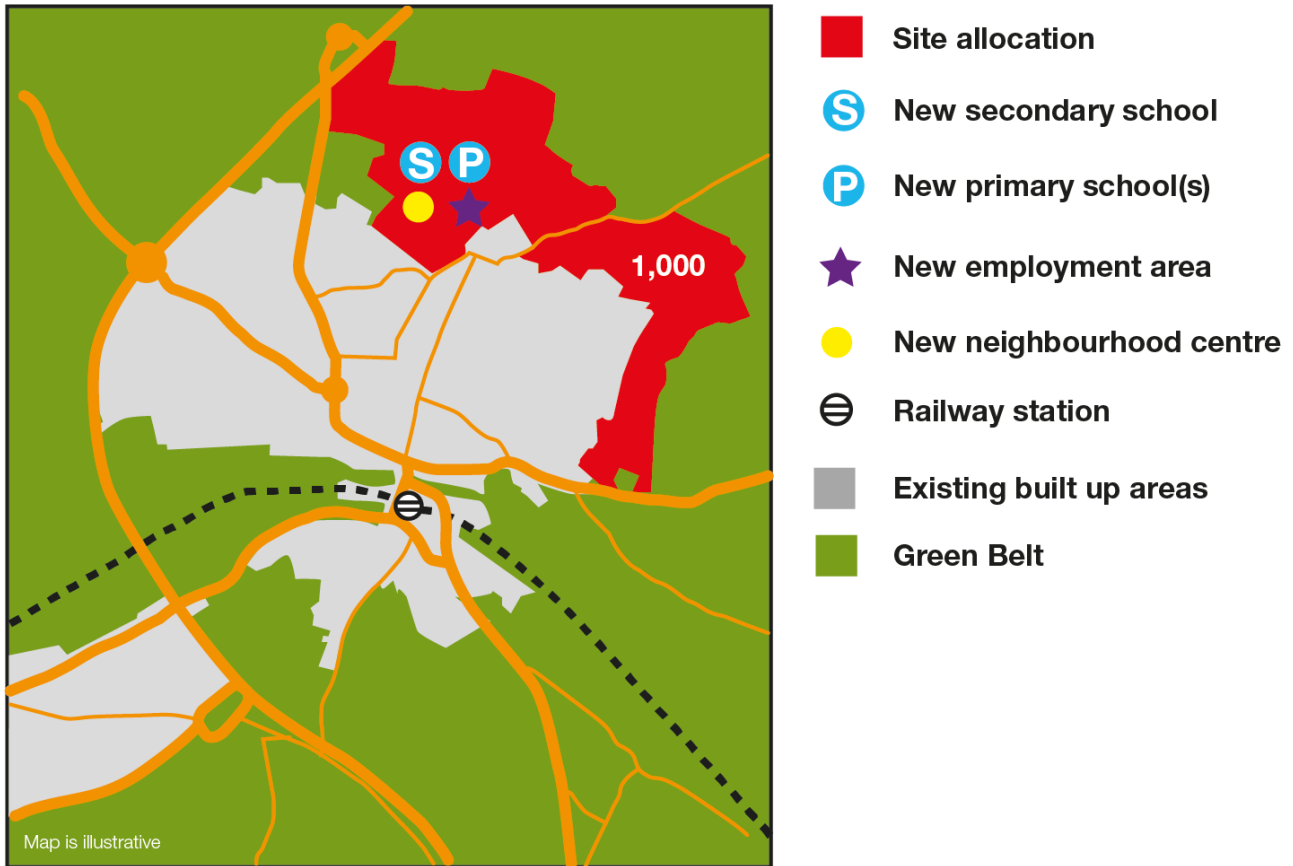 Site allocation
S New secondary school
P New primary school(s)
New employment area
New neighbourhood centre
Railway station
Existing built up areas
Green Belt
S P
1,000
Map is illustrative